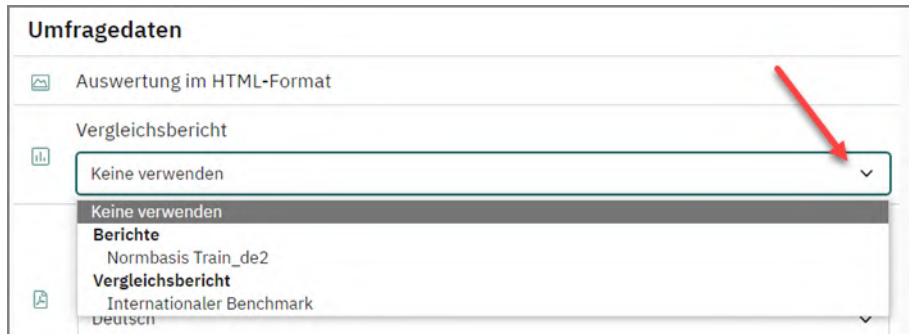 Umfragedaten
Auswertung im HTML-Format
Vergleichsbericht
Keine verwenden
Keine verwenden
Berichte
Normbasis Train_de2
Vergleichsbericht
Internationaler Benchmark
Deutsch